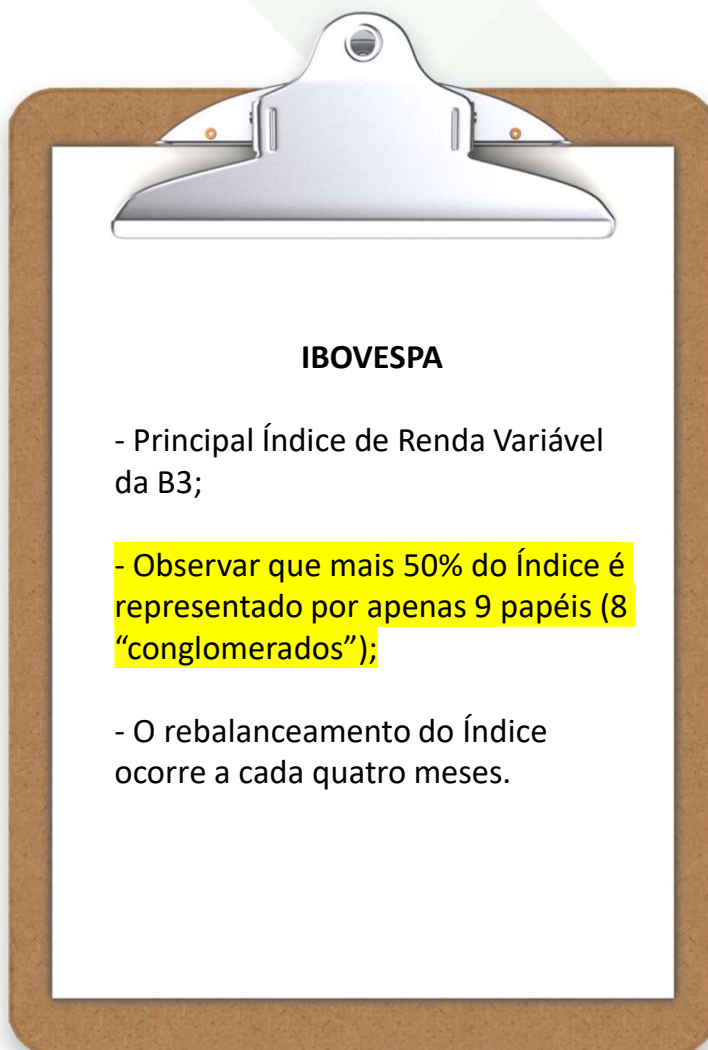 IBOVESPA
- Principal Índice de Renda Variável
da B3;
- Observar que mais 50% do Índice é
representado por apenas 9 papéis (8
“conglomerados”);
- O rebalanceamento do Índice
ocorre a cada quatro meses.